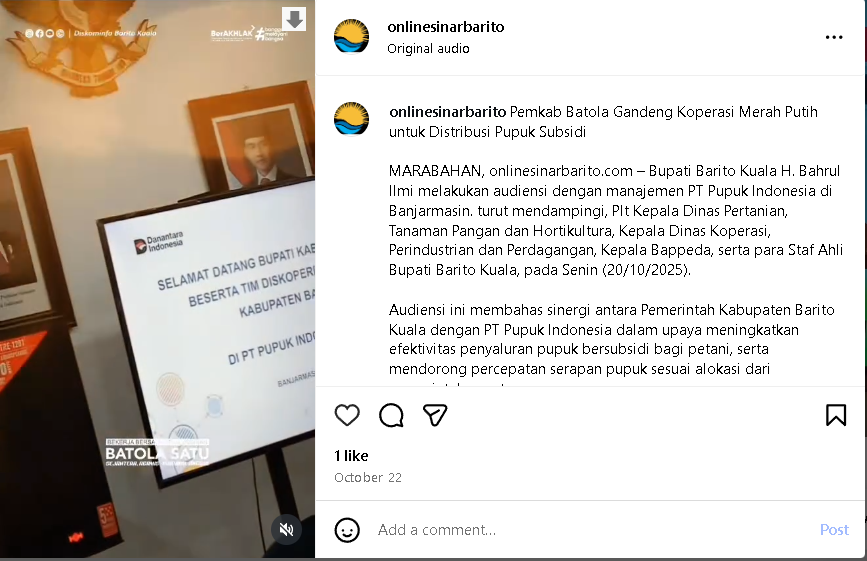 Diskominfo Barito Kuala
BerAKHLAK
#bangga melayani bangsa
Danantara
Indonesia
SELAMAT DATANG BUPATI KAB
BESERTA TIM DISKOPERI
KABUPATEN BA
DI PT PUPUK INDO
BANJARMAS
BEKERJA BERSA
BATOLA SATU
onlinesinarbarito
Original audio
onlinesinarbarito Pemkab Batola Gandeng Koperasi Merah Putih
untuk Distribusi Pupuk Subsidi
MARABAHAN, onlinesinarbarito.com – Bupati Barito Kuala H. Bahrul
Ilmi melakukan audiensi dengan manajemen PT Pupuk Indonesia di
Banjarmasin. turut mendampingi, Plt Kepala Dinas Pertanian,
Tanaman Pangan dan Hortikultura, Kepala Dinas Koperasi,
Perindustrian dan Perdagangan, Kepala Bappeda, serta para Staf Ahli
Bupati Barito Kuala, pada Senin (20/10/2025).
Audiensi ini membahas sinergi antara Pemerintah Kabupaten Barito
Kuala dengan PT Pupuk Indonesia dalam upaya meningkatkan
efektivitas penyaluran pupuk bersubsidi bagi petani, serta
mendorong percepatan serapan pupuk sesuai alokasi dari
1 like
October 22
Add a comment...
Post